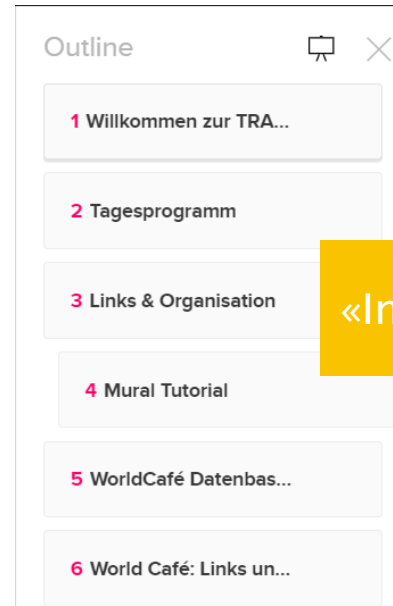 Outline
1 Willkommen zur TRA...
2 Tagesprogramm
3 Links & Organisation
«In
4 Mural Tutorial
5 WorldCafé Datenbas...
6 World Café: Links un...